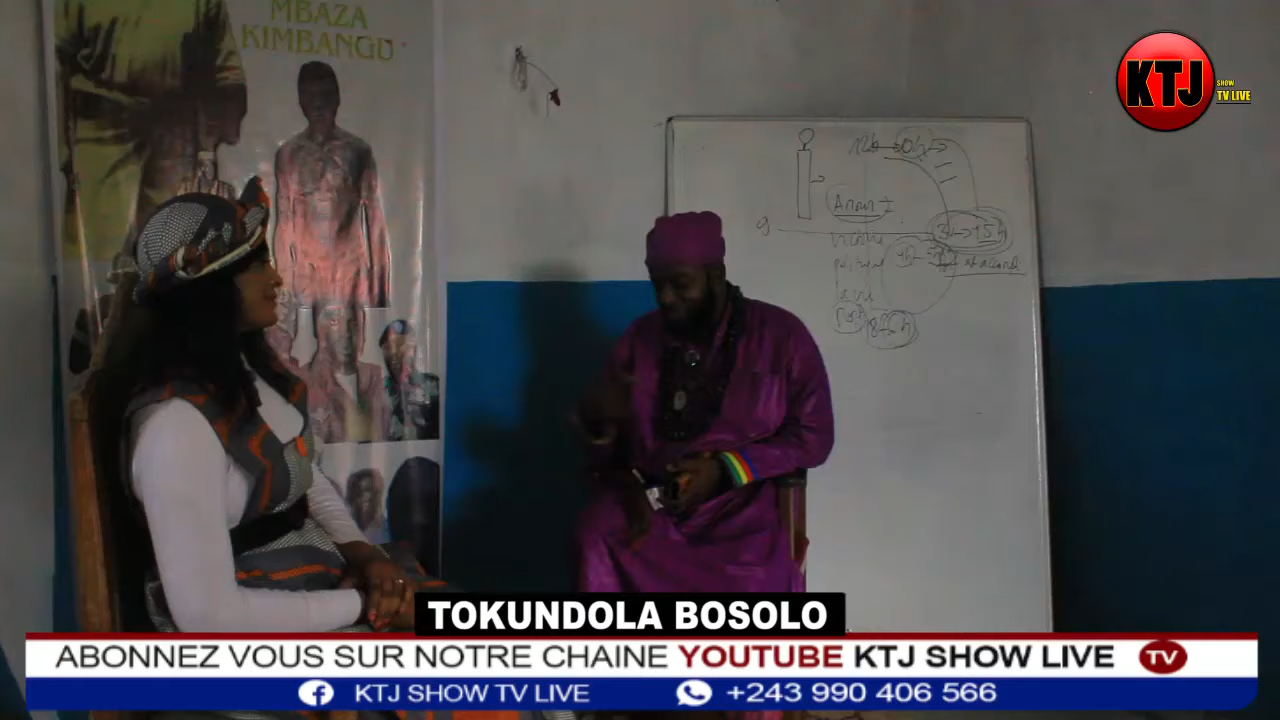 MBAZA
KIMBANGU
KTJ
SHOW
TV LIVE
Amour I
TOKUNDOLA BOSOLO
ABONNEZ VOUS SUR NOTRE CHAINE YOUTUBE KTJ SHOW LIVE TV
KTJ SHOW TV LIVE +243 990 406 566